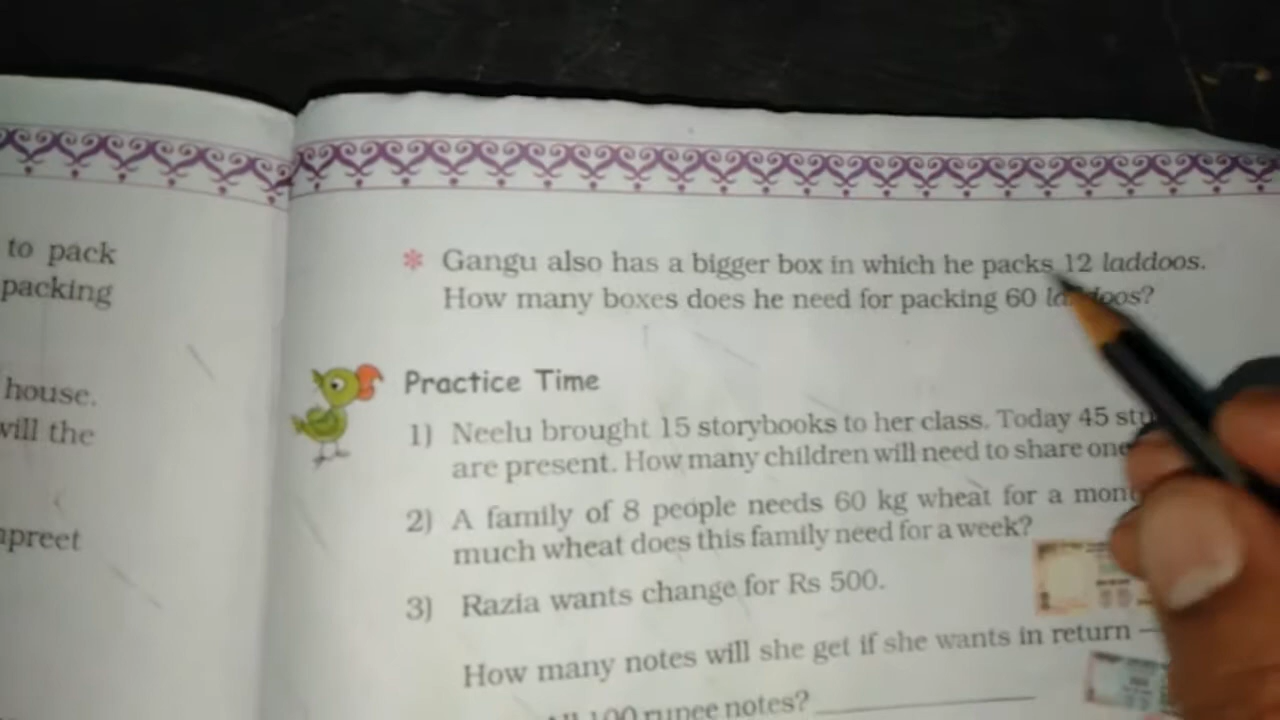 to pack
packing
house.
will the
preet
* Gangu also has a bigger box in which he packs 12 laddoos.
How many boxes does he need for packing 60 laddoos?
Practice Time
1) Neelu brought 15 storybooks to her class. Today 45
are present. How many children will need to share one
2) A family of 8 people needs 60 kg wheat for a
much wheat does this family need for a week?
3) Razia wants change for Rs 500.
How many notes will she get if she wants in return —
100 rupee notes?